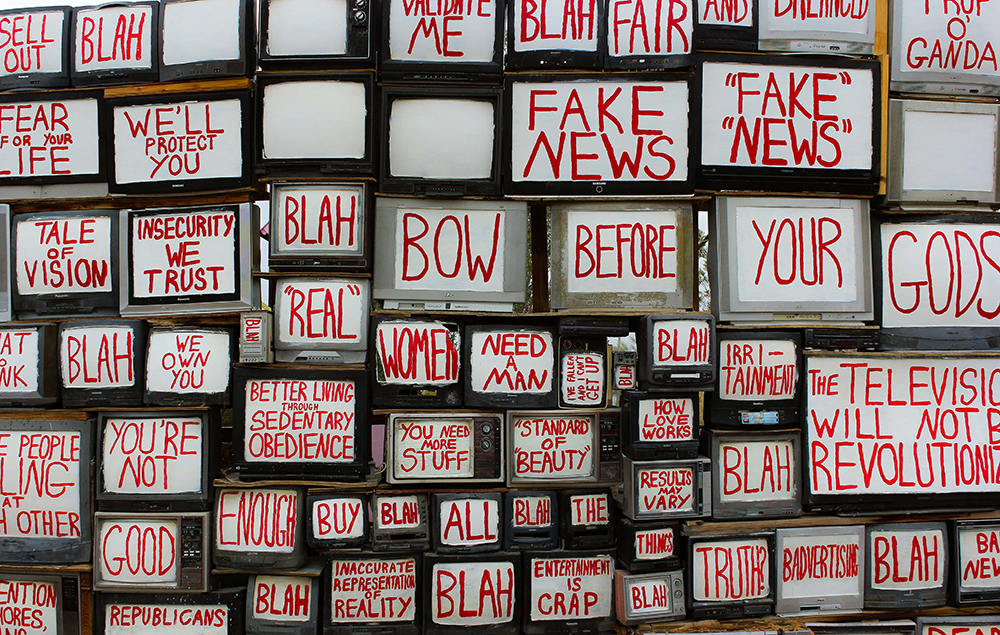 SELL
OUT
BLAH
VALIDATE
ME
BLAH
FAIR
AND
BALANCED
PROP
O'
GANDA
FEAR
FOR YOUR
LIFE
WE'LL
PROTECT
YOU
FAKE
NEWS
"FAKE"
"NEWS"
TALE
OF
VISION
INSECURITY
WE
TRUST
BLAH
BOW
BEFORE
YOUR
GODS
"REAL"
BLAH
WE
OWN
YOU
BLAH
WOMEN
NEED
A
MAN
I'VE FALLEN
AND CAN'T
GET UP
BLAH
BLAH
IRRI-
TAINMENT
THE TELEVISIO
WILL NOT B
REVOLUTIONIZ
BETTER LIVING
THROUGH
SEDENTARY
OBEDIENCE
HOW
LOVE
WORKS
E PEOPLE
LING
AT
H OTHER
YOU'RE
NOT
YOU NEED
MORE
STUFF
"STANDARD
OF
"BEAUTY"
RESULTS
MAY
VARY
BLAH
GOOD
ENOUGH
BUY
BLAH
ALL
BLAH
THE
THINGS
TRUTH?
BADVERTISING
BLAH
BA
NEW
ENTION
HORES,
REPUBLICANS
BLAH
INACCURATE
REPRESENTATION
OF
REALITY
BLAH
ENTERTAINMENT
IS
CRAP
BLAH